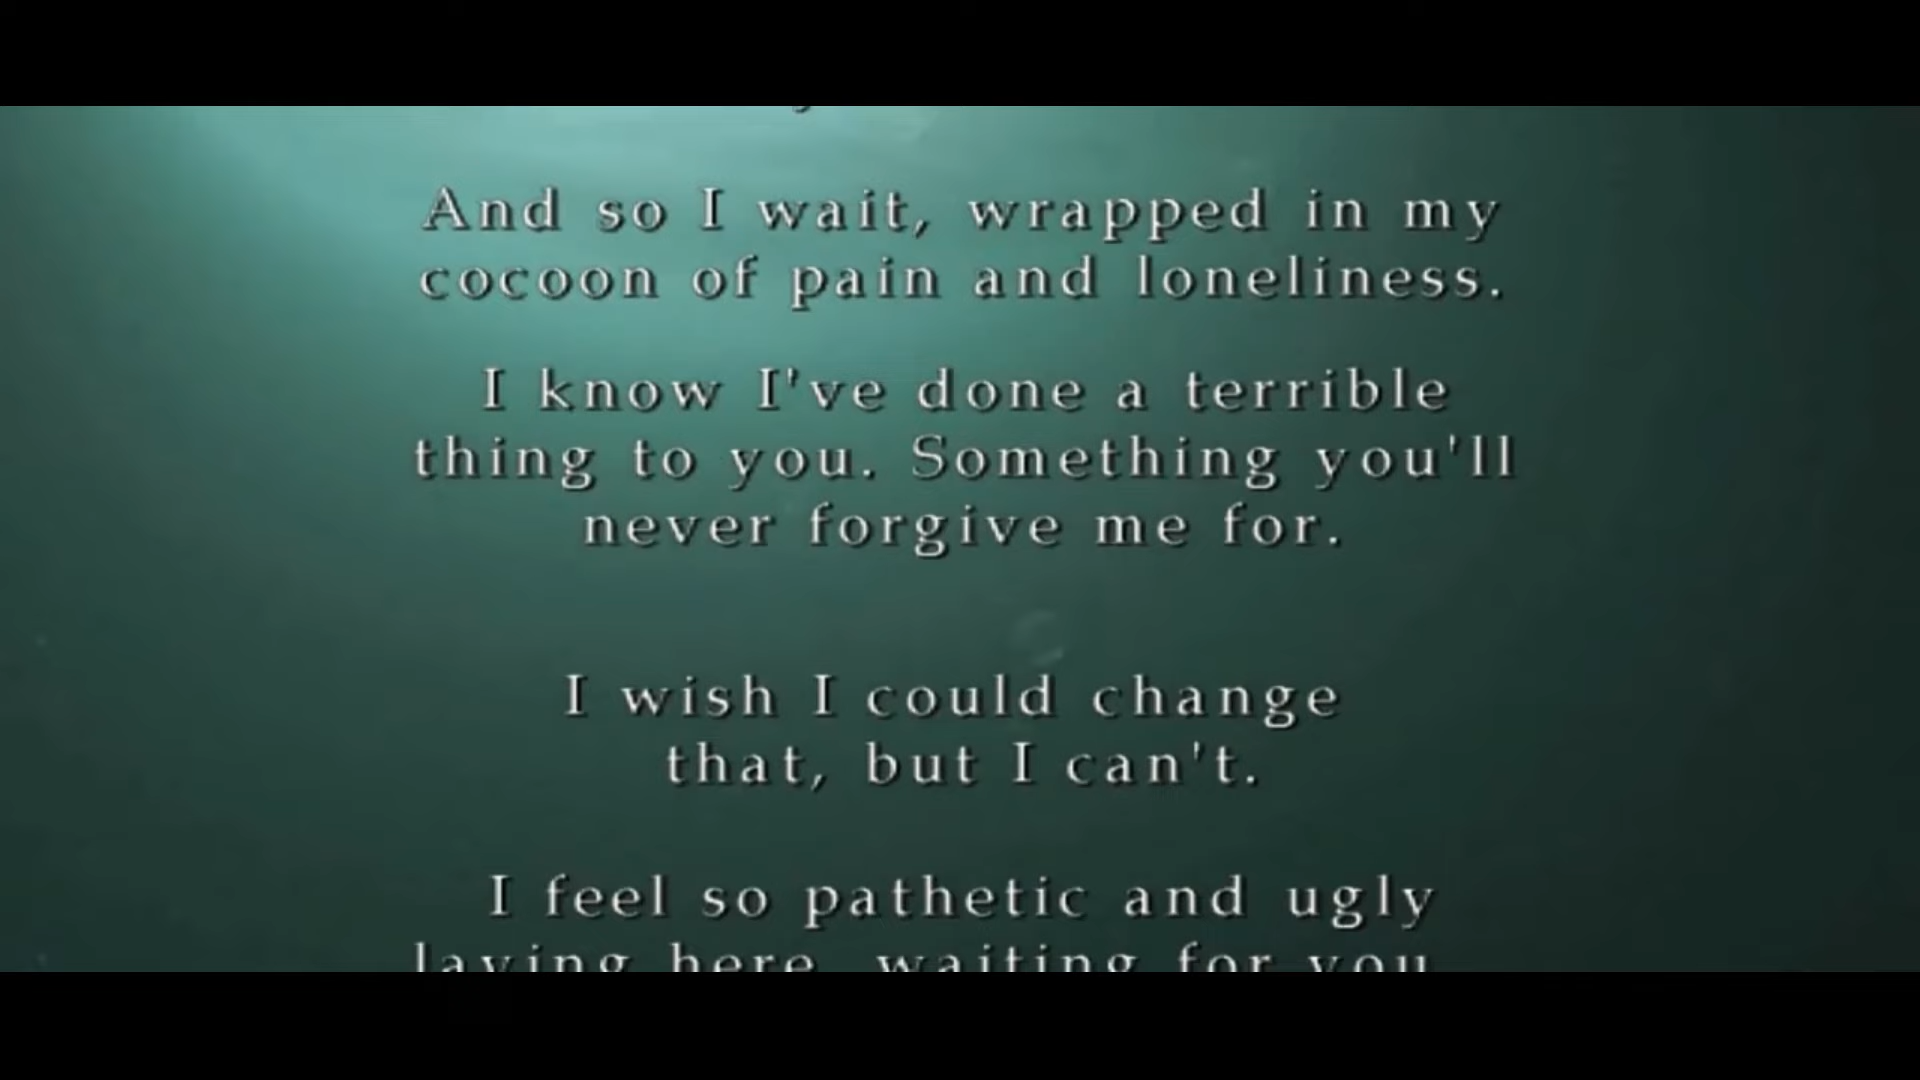 And so I wait, wrapped in my
cocoon of pain and loneliness.
I know I've done a terrible
thing to you. Something you'll
never forgive me for.
I wish I could change
that, but I can't.
I feel so pathetic and ugly
laying here, waiting for you